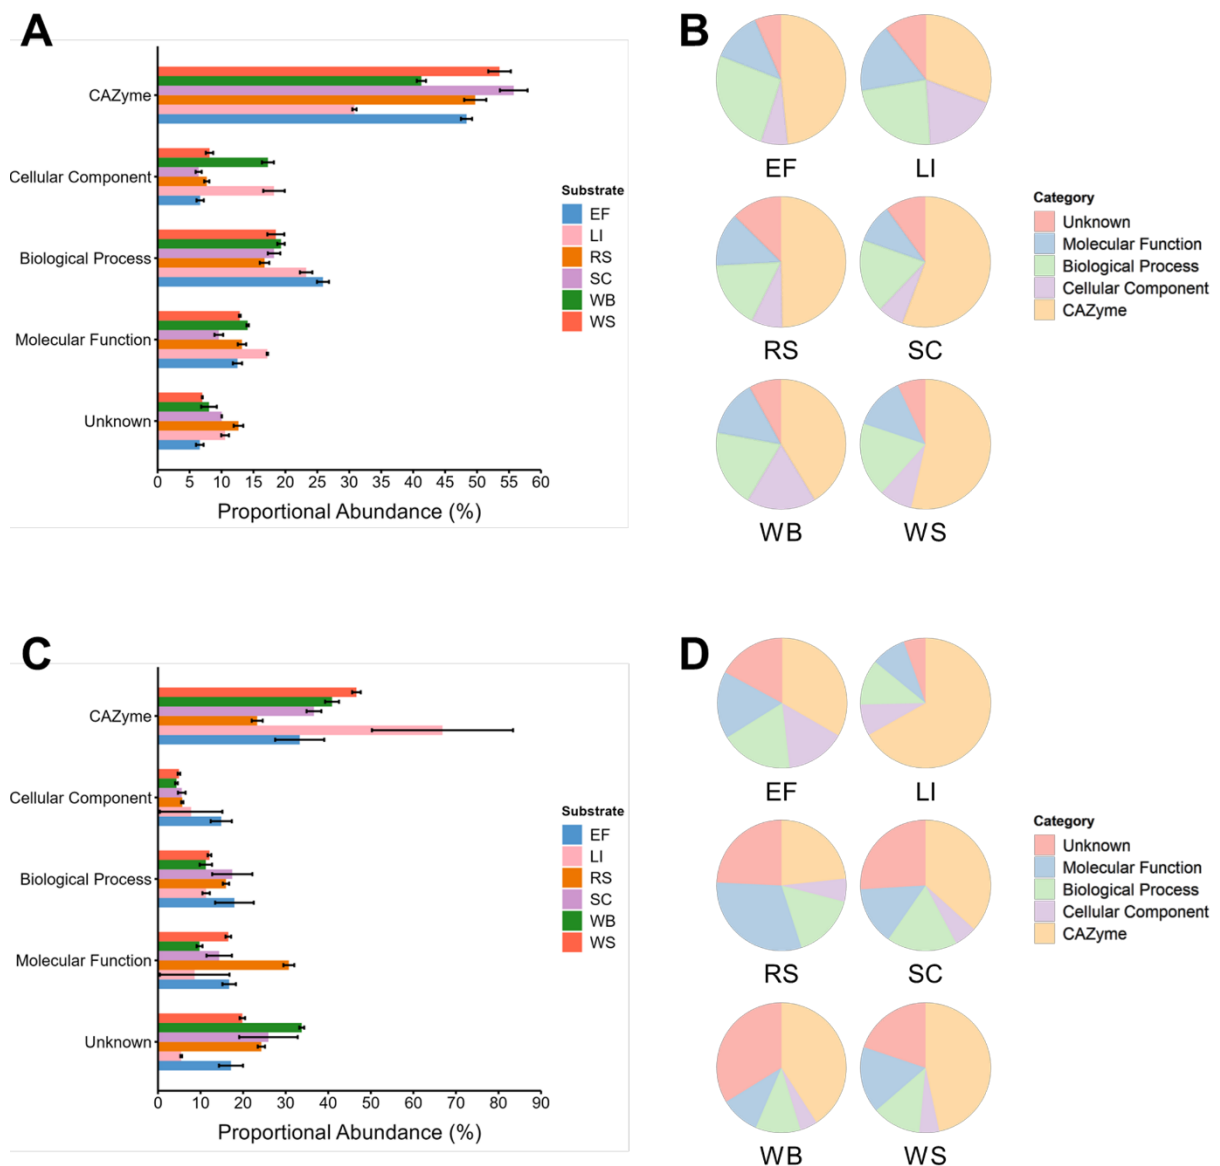 A
CAZyme
Cellular Component
Biological Process
Molecular Function
Unknown
0 5 10 15 20 25 30 35 40 45 50 55 60
Proportional Abundance (%)
Substrate
EF
LI
RS
SC
WB
WS
B
EF LI
RS SC
WB WS
Category
Unknown
Molecular Function
Biological Process
Cellular Component
CAZyme
C
CAZyme
Cellular Component
Biological Process
Molecular Function
Unknown
0 10 20 30 40 50 60 70 80 90
Proportional Abundance (%)
Substrate
EF
LI
RS
SC
WB
WS
D
EF LI
RS SC
WB WS
Category
Unknown
Molecular Function
Biological Process
Cellular Component
CAZyme